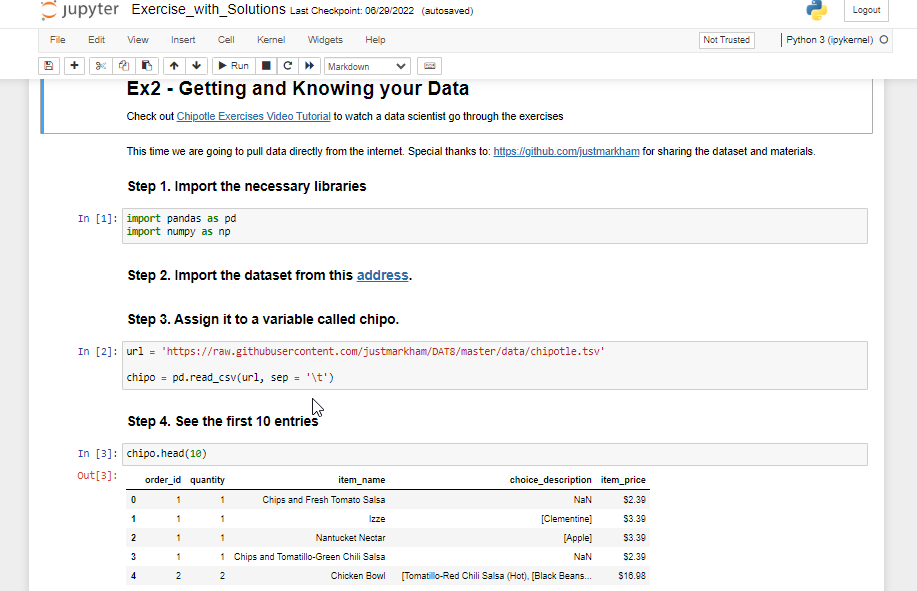 jupyter Exercise_with_Solutions Last Checkpoint: 06/29/2022 (autosaved) Logout
File Edit View Insert Cell Kernel Widgets Help Not Trusted Python 3 (ipykernel)
Run Markdown
Ex2 - Getting and Knowing your Data
Check out Chipotle Exercises Video Tutorial to watch a data scientist go through the exercises
This time we are going to pull data directly from the internet. Special thanks to: https://github.com/justmarkham for sharing the dataset and materials.
Step 1. Import the necessary libraries
In [1]: import pandas as pd
import numpy as np
Step 2. Import the dataset from this address.
Step 3. Assign it to a variable called chipo.
In [2]: url = 'https://raw.githubusercontent.com/justmarkham/DAT8/master/data/chipotle.tsv'
chipo = pd.read_csv(url, sep = '\t')
Step 4. See the first 10 entries
In [3]: chipo.head(10)
Out[3]: order_id quantity item_name choice_description item_price
0 1 1 Chips and Fresh Tomato Salsa NaN $2.39
1 1 1 Izze [Clementine] $3.39
2 1 1 Nantucket Nectar [Apple] $3.39
3 1 1 Chips and Tomatillo-Green Chili Salsa NaN $2.39
4 2 2 Chicken Bowl [Tomatillo-Red Chili Salsa (Hot), [Black Beans... $16.98